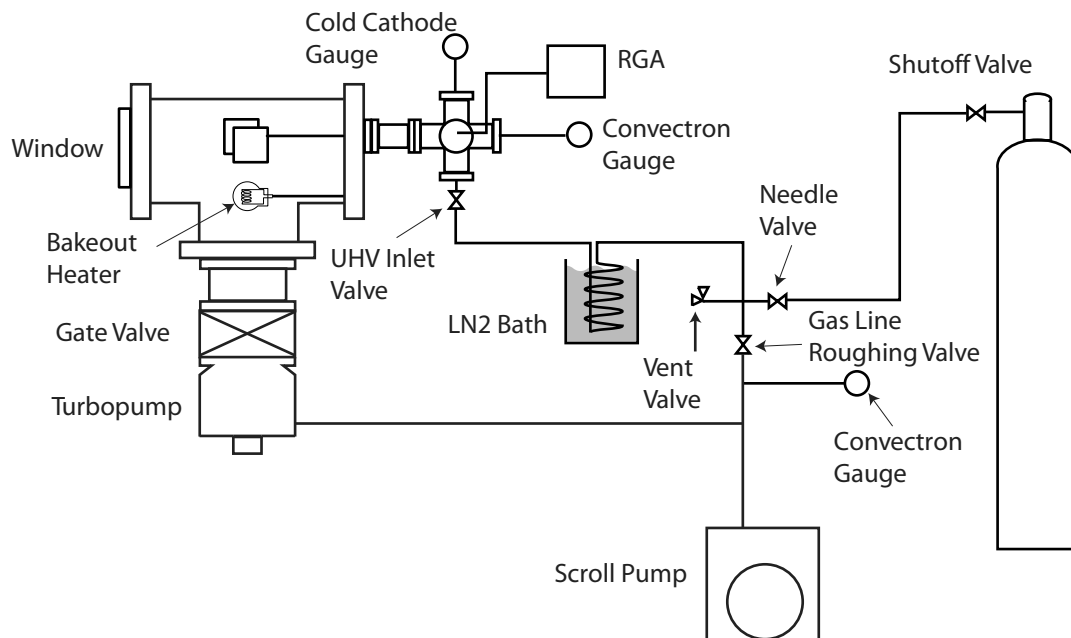 Cold Cathode
Gauge
RGA
Shutoff Valve
Window
Convectron
Gauge
Needle
Valve
Bakeout
Heater
UHV Inlet
Valve
LN2 Bath
Gate Valve
Gas Line
Roughing Valve
Vent
Valve
Turbopump
Convectron
Gauge
Scroll Pump